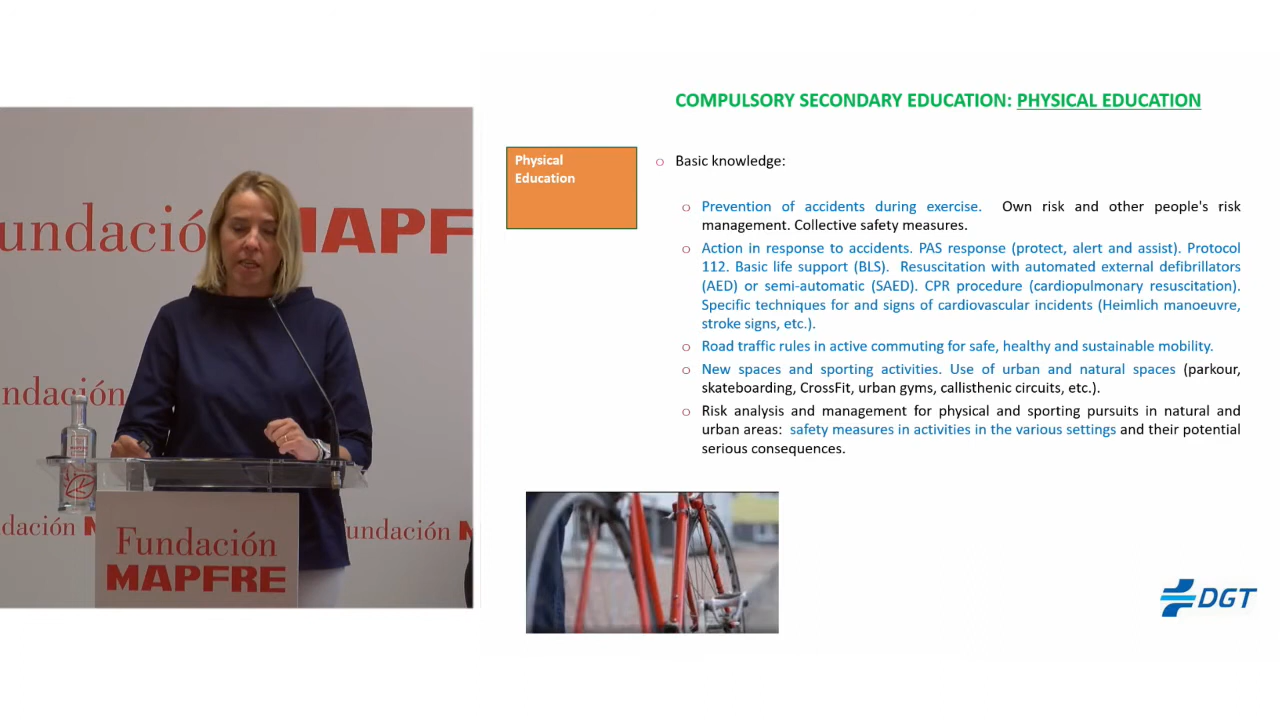 COMPULSORY SECONDARY EDUCATION: PHYSICAL EDUCATION
Physical
Education
o Basic knowledge:
o Prevention of accidents during exercise. Own risk and other people's risk
management. Collective safety measures.
o Action in response to accidents. PAS response (protect, alert and assist). Protocol
112. Basic life support (BLS). Resuscitation with automated external defibrillators
(AED) or semi-automatic (SAED). CPR procedure (cardiopulmonary resuscitation).
Specific techniques for and signs of cardiovascular incidents (Heimlich manoeuvre,
stroke signs, etc.).
o Road traffic rules in active commuting for safe, healthy and sustainable mobility.
o New spaces and sporting activities. Use of urban and natural spaces (parkour,
skateboarding, CrossFit, urban gyms, callisthenic circuits, etc.).
o Risk analysis and management for physical and sporting pursuits in natural and
urban areas: safety measures in activities in the various settings and their potential
serious consequences.
DGT
undació MAPF
ndación
dación M
undación M
Fundación
MAPFRE